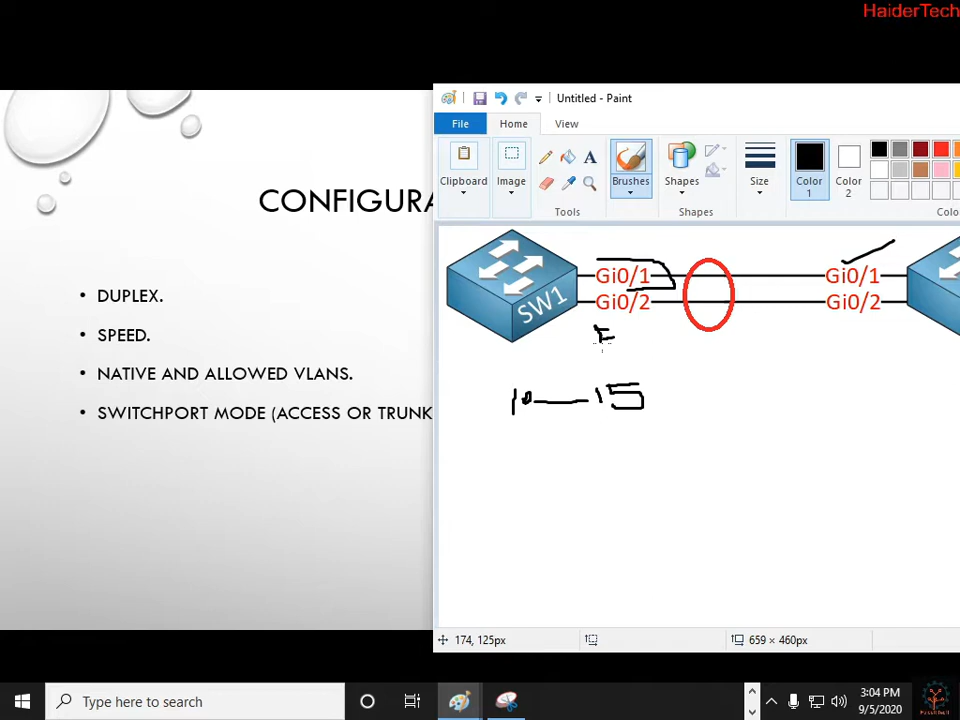 HaiderTech
CONFIGURA
• DUPLEX.
• SPEED.
• NATIVE AND ALLOWED VLANS.
• SWITCHPORT MODE (ACCESS OR TRUNK
Untitled - Paint
File
Home
View
Clipboard
Image
Tools
Brushes
Shapes
Shapes
Size
Color
1
Color
2
Colo
SW1
Gi0/1
Gi0/2
Gi0/1
Gi0/2
F
10 15
174, 125px
659 × 460px
Type here to search
3:04 PM
9/5/2020